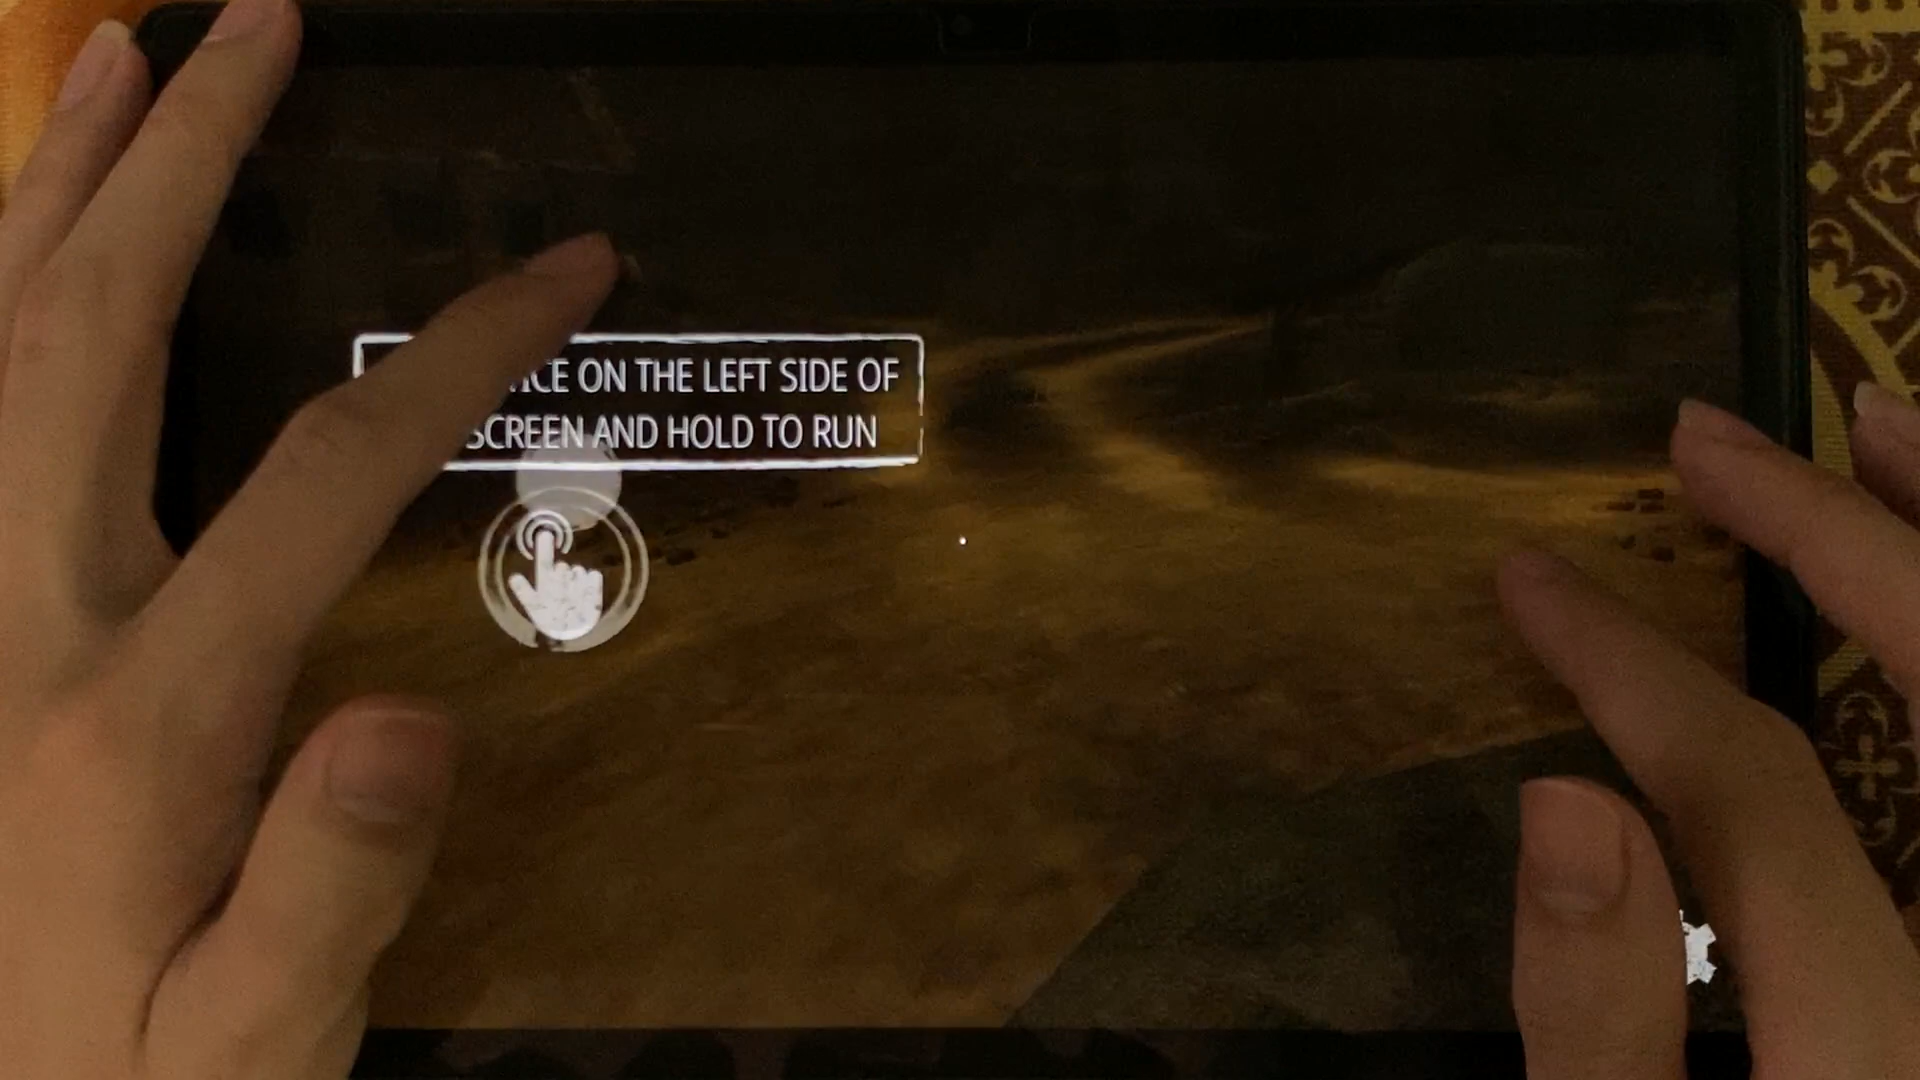 ON THE LEFT SIDE OF
SCREEN AND HOLD TO RUN